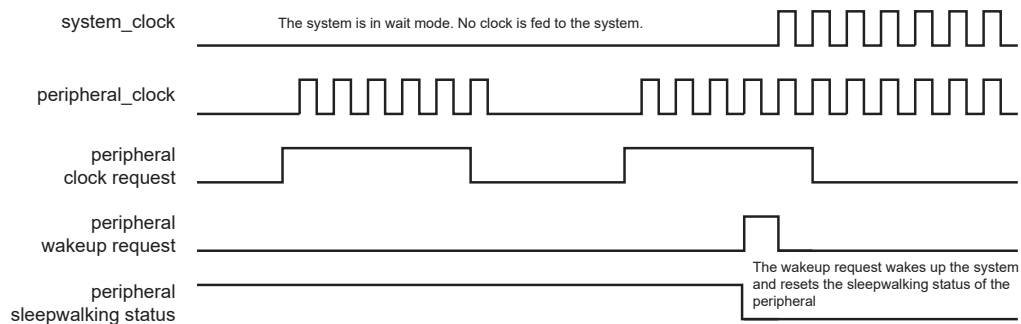 system_clock
The system is in wait mode. No clock is fed to the system.
peripheral_clock
peripheral
clock request
peripheral
wakeup request
The wakeup request wakes up the system
and resets the sleepwalking status of the
peripheral
peripheral
sleepwalking status